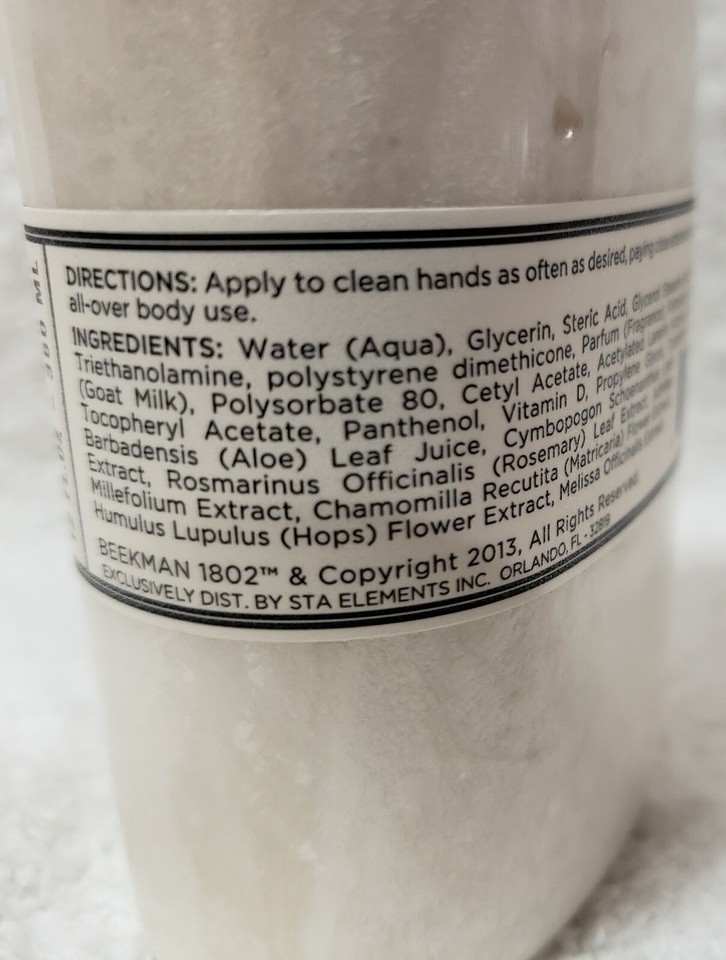 DIRECTIONS: Apply to clean hands as often as desired, paying
all-over body use.
INGREDIENTS: Water (Aqua), Glycerin, Steric Acid, Glyceryl
Triethanolamine, polystyrene dimethicone, Parfum (Fragrance),
(Goat Milk), Polysorbate 80, Cetyl Acetate, Acetylated
Tocopheryl Acetate, Panthenol, Vitamin D, Propylene
Barbadensis (Aloe) Leaf Juice, Cymbopogon Schoenanthus
Extract, Rosmarinus Officinalis (Rosemary) Leaf Extract,
Millefolium Extract, Chamomilla Recutita (Matricaria) Flower
Humulus Lupulus (Hops) Flower Extract, Melissa Officinalis
BEEKMAN 1802™ & Copyright 2013, All Rights Reserved.
EXCLUSIVELY DIST. BY STA ELEMENTS INC. ORLANDO, FL - 32819
360 ML